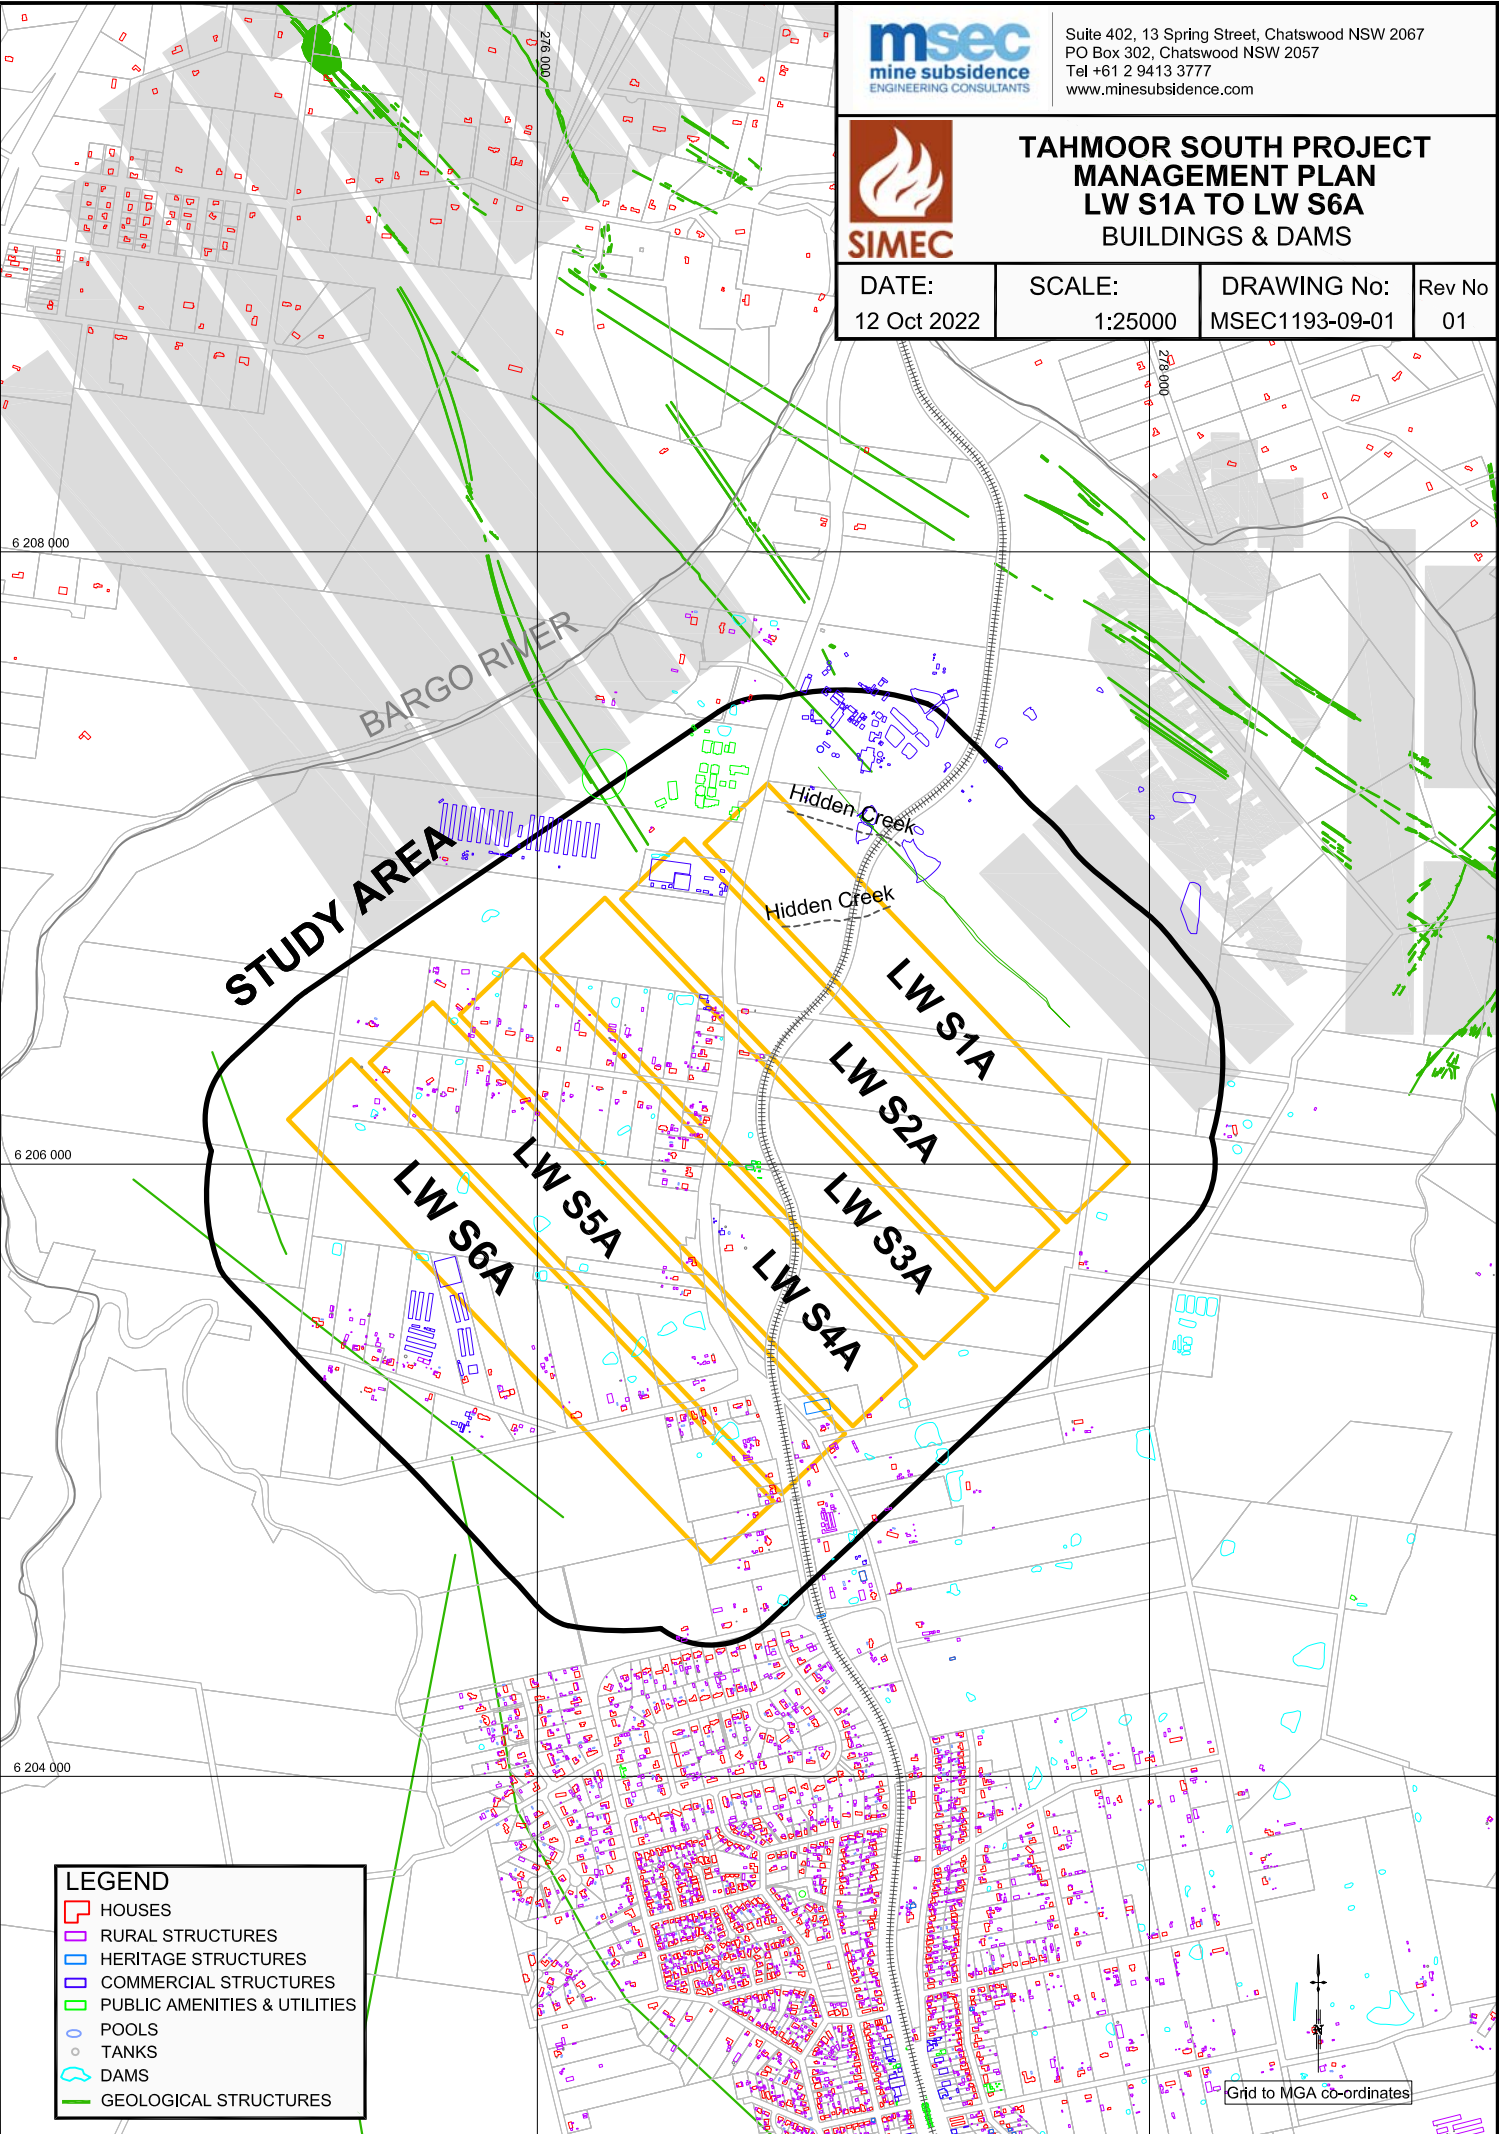 msec
mine subsidence
ENGINEERING CONSULTANTS
Suite 402, 13 Spring Street, Chatswood NSW 2067
PO Box 302, Chatswood NSW 2057
Tel +61 2 9413 3777
www.minesubsidence.com
SIMEC
TAHMOOR SOUTH PROJECT
MANAGEMENT PLAN
LW S1A TO LW S6A
BUILDINGS & DAMS
DATE:
12 Oct 2022
SCALE:
1:25000
DRAWING No:
MSEC1193-09-01
Rev No
01
276 000
278 000
6 208 000
BARGO RIVER
STUDY AREA
Hidden Creek
Hidden Creek
LW S1A
LW S2A
LW S3A
LW S4A
LW S5A
LW S6A
6 206 000
6 204 000
LEGEND
HOUSES
RURAL STRUCTURES
HERITAGE STRUCTURES
COMMERCIAL STRUCTURES
PUBLIC AMENITIES & UTILITIES
POOLS
TANKS
DAMS
GEOLOGICAL STRUCTURES
N
Grid to MGA co-ordinates